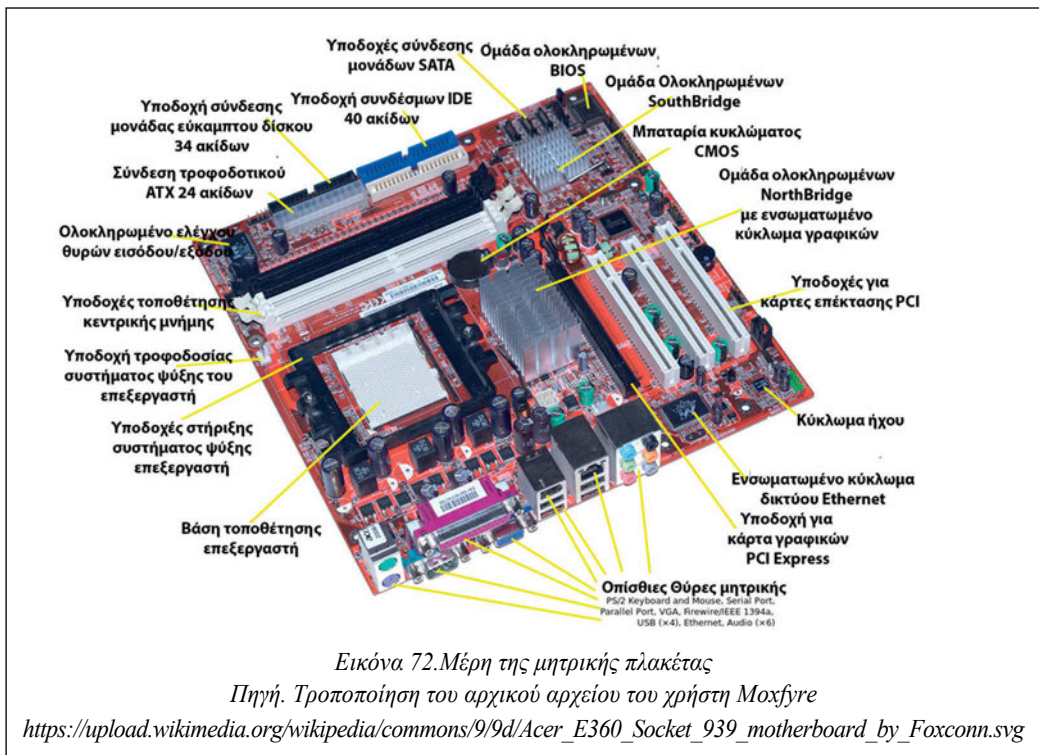 Υποδοχές σύνδεσης
μονάδων SATA
Ομάδα ολοκληρωμένων
BIOS
Ομάδα Ολοκληρωμένων
SouthBridge
Υποδοχή σύνδεσης
μονάδας εύκαμπτου δίσκου
34 ακίδων
Υποδοχή συνδέσμων IDE
40 ακίδων
Μπαταρία κυκλώματος
CMOS
Σύνδεση τροφοδοτικού
ATX 24 ακίδων
Ομάδα ολοκληρωμένων
NorthBridge
με ενσωματωμένο
κύκλωμα γραφικών
Ολοκληρωμένο ελέγχου
θυρών εισόδου/εξόδου
Υποδοχές για
κάρτες επέκτασης PCI
Υποδοχές τοποθέτησης
κεντρικής μνήμης
Υποδοχή τροφοδοσίας
συστήματος ψύξης του
επεξεργαστή
Υποδοχές στήριξης
συστήματος ψύξης
επεξεργαστή
Κύκλωμα ήχου
Ενσωματωμένο κύκλωμα
δικτύου Ethernet
Βάση τοποθέτησης
επεξεργαστή
Υποδοχή για
κάρτα γραφικών
PCI Express
Οπίσθιες Θύρες μητρικής
PS/2 Keyboard and Mouse, Serial Port,
Parallel Port, VGA, Firewire/IEEE 1394a,
USB (×4), Ethernet, Audio (×6)
Εικόνα 72.Μέρη της μητρικής πλακέτας
Πηγή. Τροποποίηση του αρχικού αρχείου του χρήστη Moxfyre
https://upload.wikimedia.org/wikipedia/commons/9/9d/Acer_E360_Socket_939_motherboard_by_Foxconn.svg